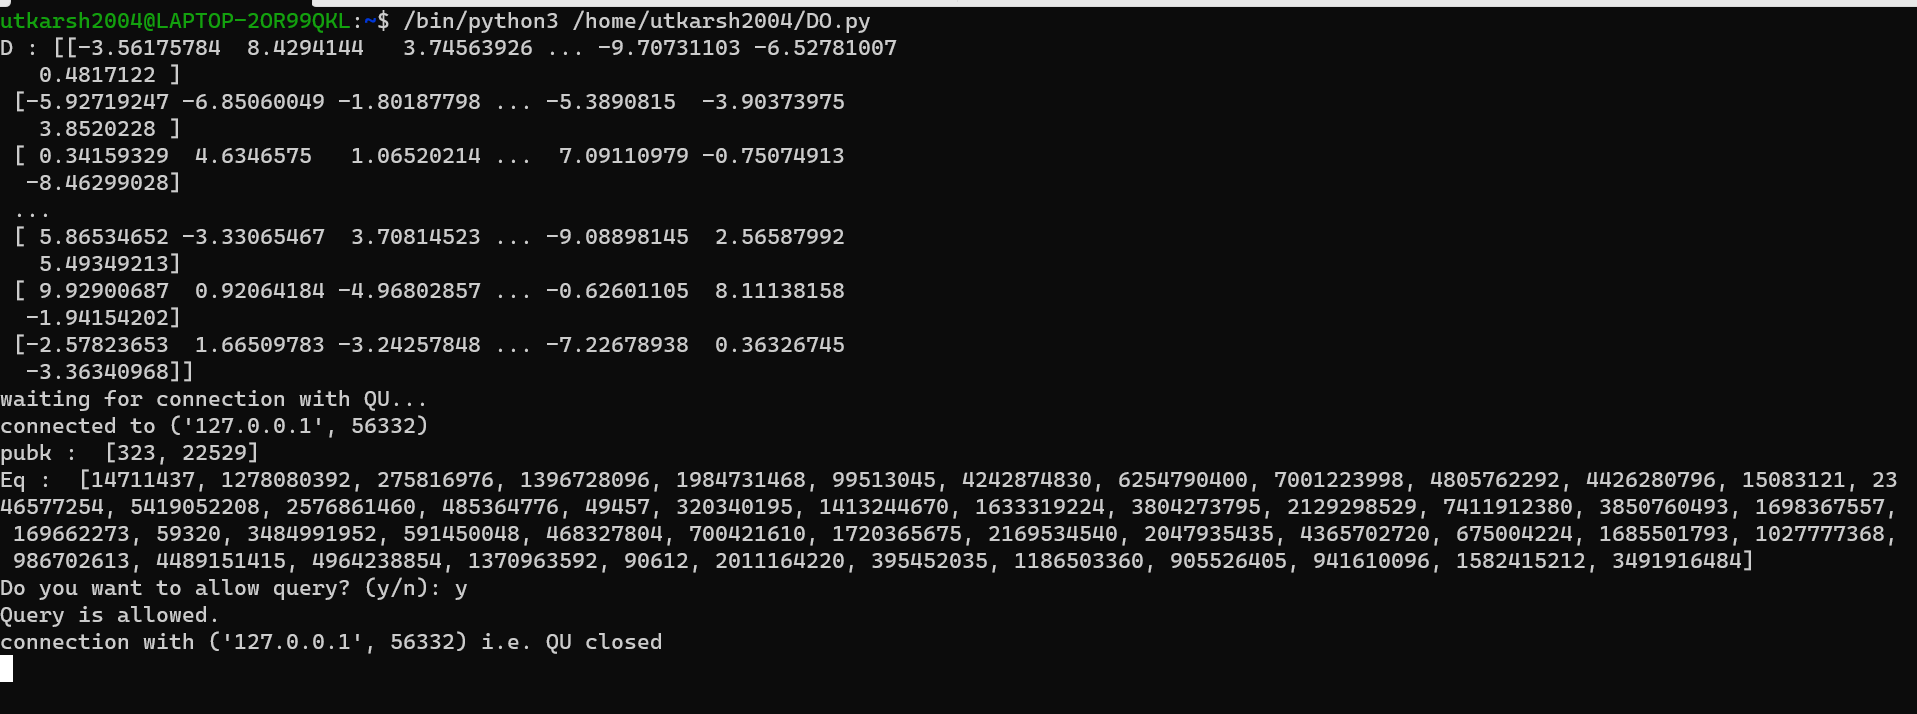 utkarsh2004@LAPTOP-2OR99QKL:~$ /bin/python3 /home/utkarsh2004/DO.py
D : [[-3.56175784  8.4294144   3.74563926 ... -9.70731103 -6.52781007
   0.4817122 ]
 [-5.92719247 -6.85060049 -1.80187798 ... -5.3890815  -3.90373975
   3.8520228 ]
 [ 0.34159329  4.6346575   1.06520214 ...  7.09110979 -0.75074913
  -8.46299028]
 ...
 [ 5.86534652 -3.33065467  3.70814523 ... -9.08898145  2.56587992
   5.49349213]
 [ 9.92900687  0.92064184 -4.96802857 ... -0.62601105  8.11138158
  -1.94154202]
 [-2.57823653  1.66509783 -3.24257848 ... -7.22678938  0.36326745
  -3.36340968]]
waiting for connection with QU...
connected to ('127.0.0.1', 56332)
pubk :  [323, 22529]
Eq :  [14711437, 1278080392, 275816976, 1396728096, 1984731468, 99513045, 4242874830, 6254790400, 7001223998, 4805762292, 4426280796, 15083121, 23
46577254, 5419052208, 2576861460, 485364776, 49457, 320340195, 1413244670, 1633319224, 3804273795, 2129298529, 7411912380, 3850760493, 1698367557,
 169662273, 59320, 3484991952, 591450048, 468327804, 700421610, 1720365675, 2169534540, 2047935435, 4365702720, 675004224, 1685501793, 1027777368,
 986702613, 4489151415, 4964238854, 1370963592, 90612, 2011164220, 395452035, 1186503360, 905526405, 941610096, 1582415212, 3491916484]
Do you want to allow query? (y/n): y
Query is allowed.
connection with ('127.0.0.1', 56332) i.e. QU closed